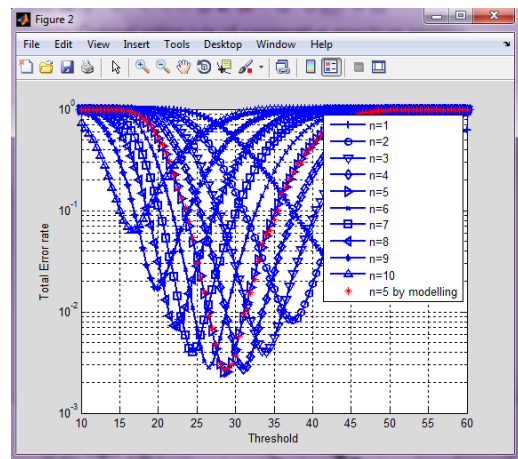 Figure 2
File Edit View Insert Tools Desktop Window Help
10^0
10^-1
10^-2
10^-3
Total Error rate
10 15 20 25 30 35 40 45 50 55 60
Threshold
n=1
n=2
n=3
n=4
n=5
n=6
n=7
n=8
n=9
n=10
n=5 by modelling